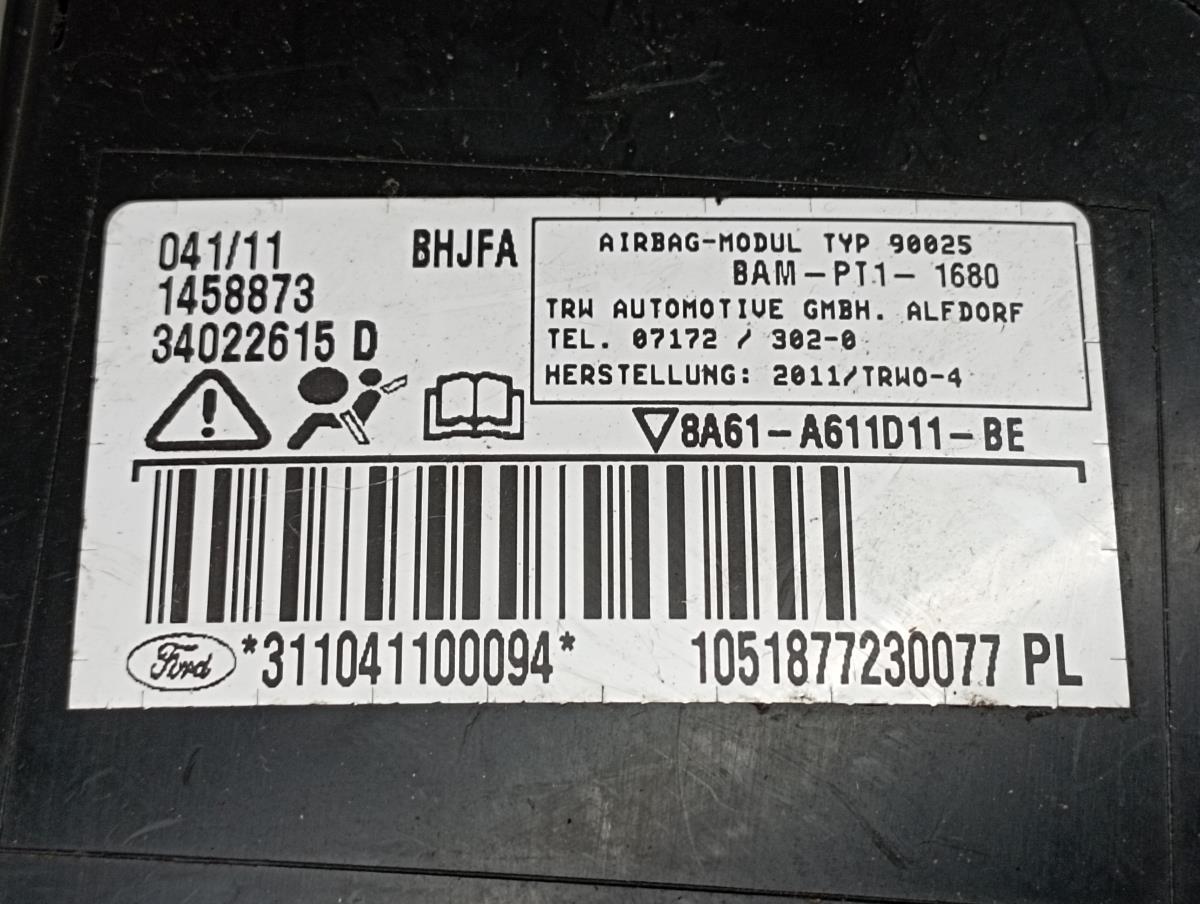 041/11
1458873
34022615 D
BHJFA
AIRBAG-MODUL TYP 90025
BAM-PT1-1680
TRW AUTOMOTIVE GMBH. ALFDORF
TEL. 07172 / 302-0
HERSTELLUNG: 2011/TRWO-4
8A61-A611D11-BE
Ford *311041100094* 1051877230077 PL